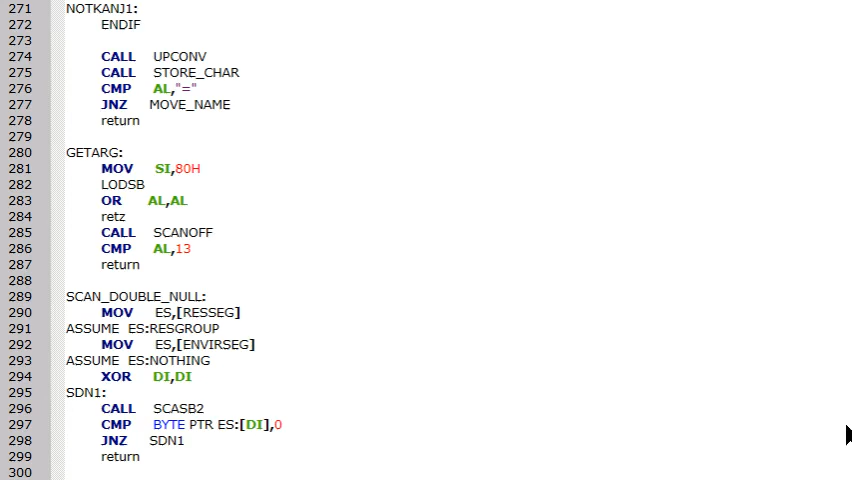 271 NOTKANJ1:
272 ENDIF
273
274 CALL UPCONV
275 CALL STORE_CHAR
276 CMP AL,"="
277 JNZ MOVE_NAME
278 return
279
280 GETARG:
281 MOV SI,80H
282 LODSB
283 OR AL,AL
284 retz
285 CALL SCANOFF
286 CMP AL,13
287 return
288
289 SCAN_DOUBLE_NULL:
290 MOV ES,[RESSEG]
291 ASSUME ES:RESGROUP
292 MOV ES,[ENVIRSEG]
293 ASSUME ES:NOTHING
294 XOR DI,DI
295 SDN1:
296 CALL SCASB2
297 CMP BYTE PTR ES:[DI],0
298 JNZ SDN1
299 return
300